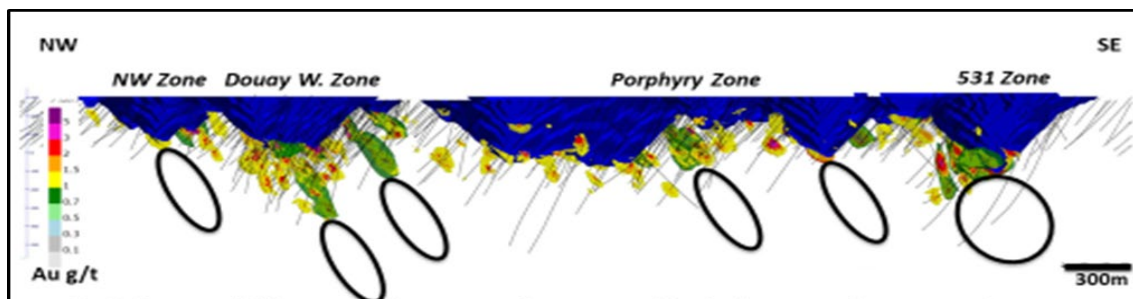 NW
SE
NW Zone
Douay W. Zone
Porphyry Zone
531 Zone
5
3
2
1.5
1
0.7
0.5
0.3
0.1
Au g/t
300m